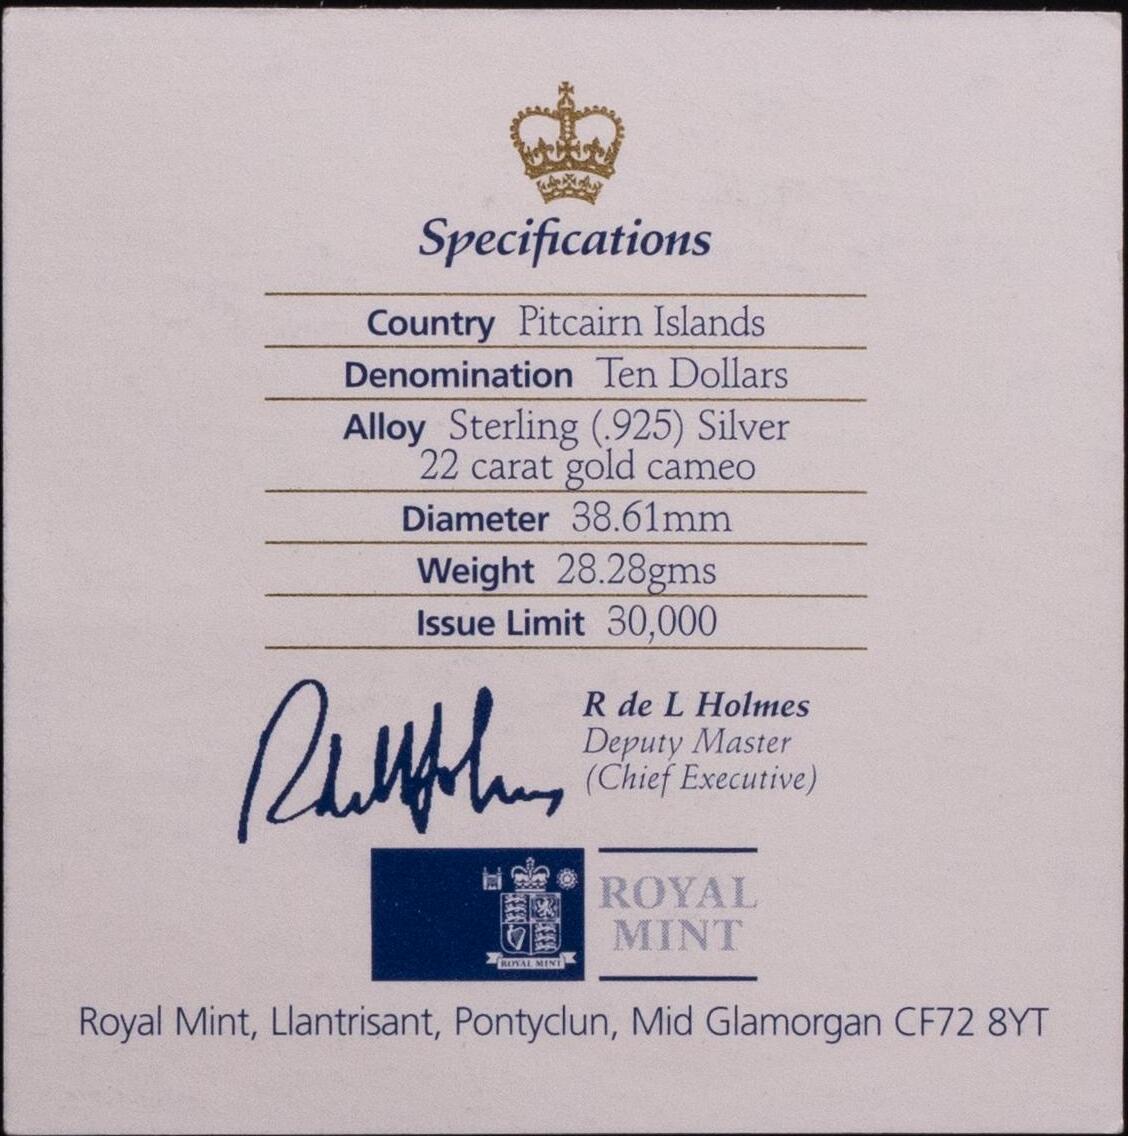 Specifications
Country Pitcairn Islands
Denomination Ten Dollars
Alloy Sterling (.925) Silver
22 carat gold cameo
Diameter 38.61mm
Weight 28.28gms
Issue Limit 30,000
R de L Holmes
Deputy Master
(Chief Executive)
ROYAL MINT
ROYAL
MINT
Royal Mint, Llantrisant, Pontyclun, Mid Glamorgan CF72 8YT